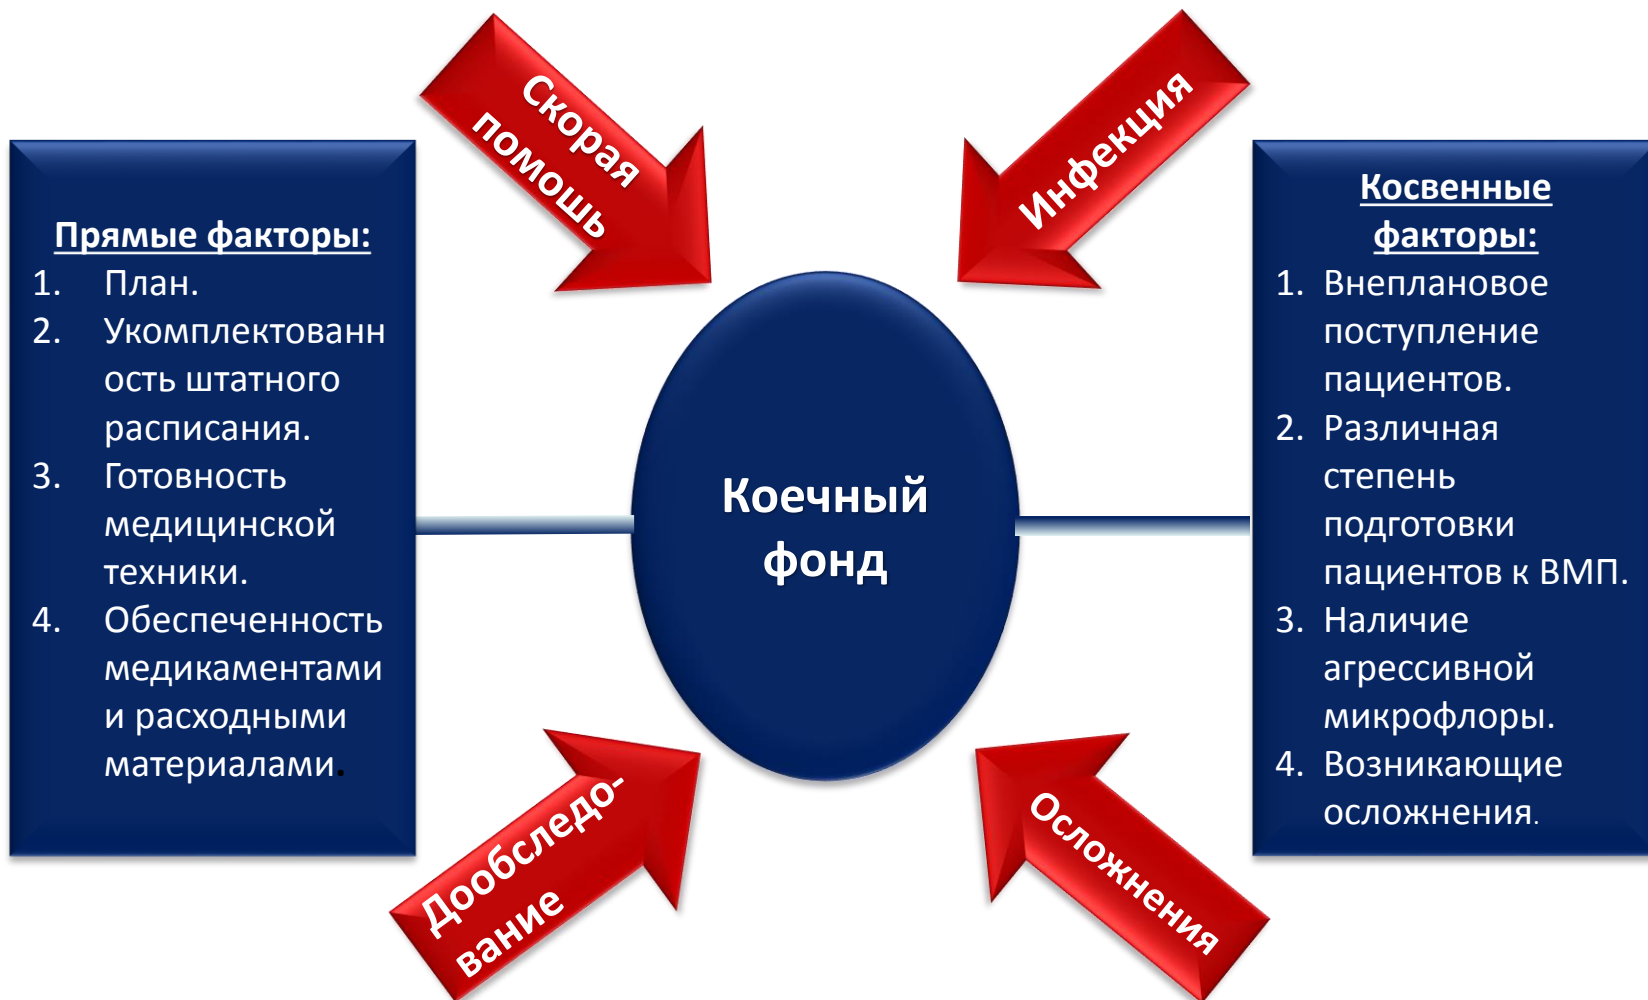 Скорая
помощь
Инфекция
Прямые факторы:
1. План.
2. Укомплектованн
ость штатного
расписания.
3. Готовность
медицинской
техники.
4. Обеспеченность
медикаментами
и расходными
материалами.
Коечный
фонд
Косвенные
факторы:
1. Внеплановое
поступление
пациентов.
2. Различная
степень
подготовки
пациентов к ВМП.
3. Наличие
агрессивной
микрофлоры.
4. Возникающие
осложнения.
Дообследо-
вание
Осложнения